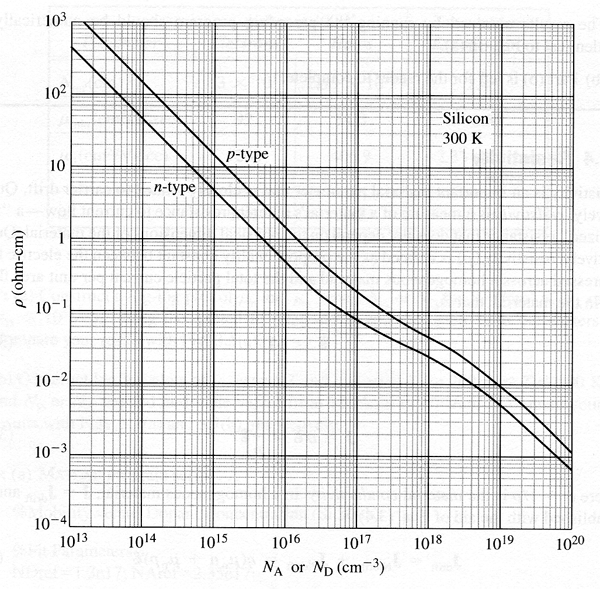 10³
10²
10
1
10⁻¹
10⁻²
10⁻³
10⁻⁴
ρ (ohm-cm)
Silicon
300 K
p-type
n-type
10¹³ 10¹⁴ 10¹⁵ 10¹⁶ 10¹⁷ 10¹⁸ 10¹⁹ 10²⁰
N_A or N_D (cm⁻³)